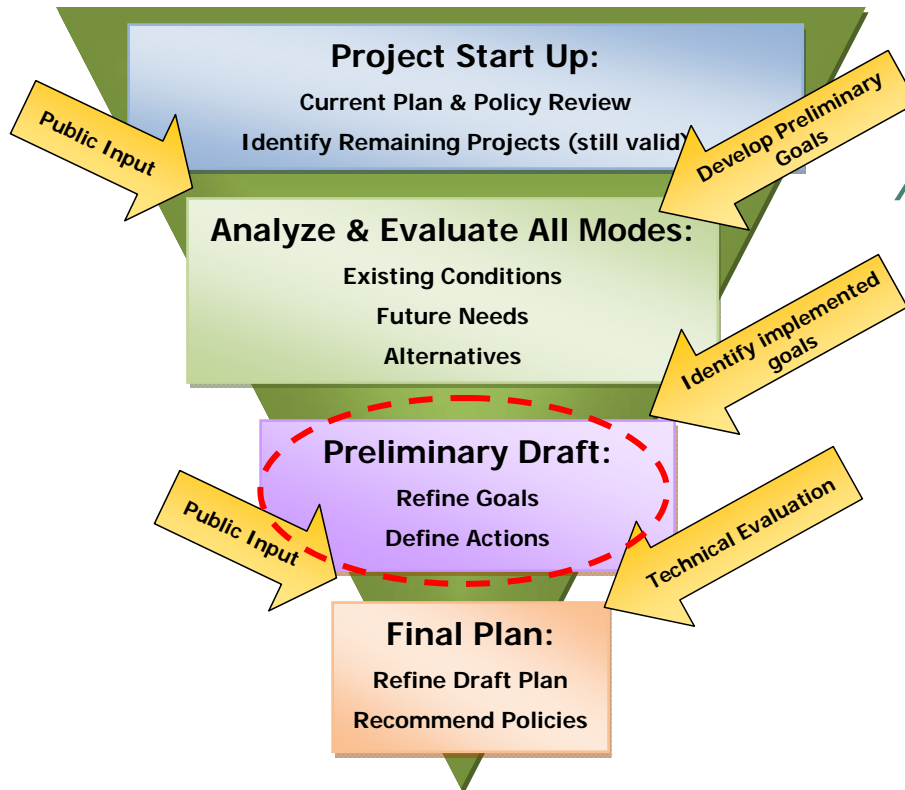 Project Start Up:
Current Plan & Policy Review
Identify Remaining Projects (still valid)
Public Input
Develop Preliminary
Goals
Analyze & Evaluate All Modes:
Existing Conditions
Future Needs
Alternatives
Identify implemented
goals
Preliminary Draft:
Refine Goals
Define Actions
Public Input
Technical Evaluation
Final Plan:
Refine Draft Plan
Recommend Policies